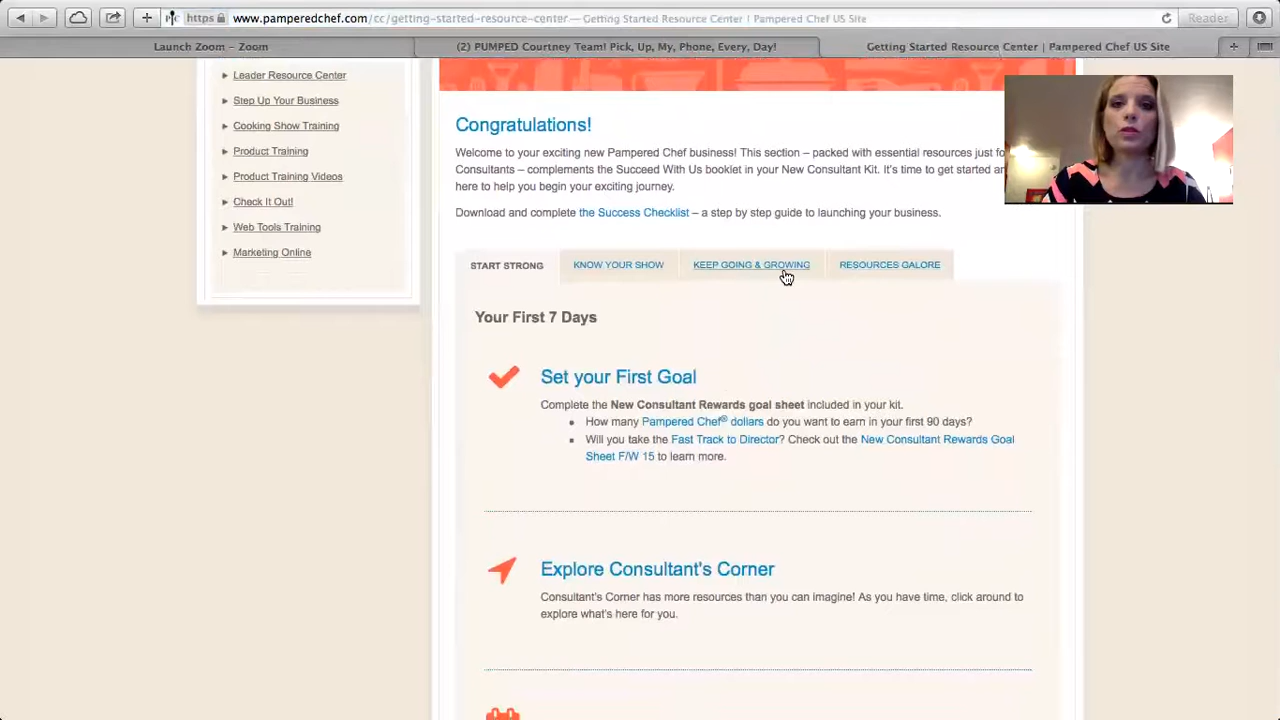 https www.pamperedchef.com/cc/getting-started-resource-center — Getting Started Resource Center | Pampered Chef US Site
Reader
Launch Zoom – Zoom
(2) PUMPED Courtney Team! Pick, Up, My, Phone, Every, Day!
Getting Started Resource Center | Pampered Chef US Site
Leader Resource Center
Step Up Your Business
Cooking Show Training
Product Training
Product Training Videos
Check It Out!
Web Tools Training
Marketing Online
Congratulations!
Welcome to your exciting new Pampered Chef business! This section – packed with essential resources just fo
Consultants – complements the Succeed With Us booklet in your New Consultant Kit. It's time to get started an
here to help you begin your exciting journey.
Download and complete the Success Checklist – a step by step guide to launching your business.
START STRONG
KNOW YOUR SHOW
KEEP GOING & GROWING
RESOURCES GALORE
Your First 7 Days
Set your First Goal
Complete the New Consultant Rewards goal sheet included in your kit.
How many Pampered Chef® dollars do you want to earn in your first 90 days?
Will you take the Fast Track to Director? Check out the New Consultant Rewards Goal
Sheet F/W 15 to learn more.
Explore Consultant's Corner
Consultant's Corner has more resources than you can imagine! As you have time, click around to
explore what's here for you.